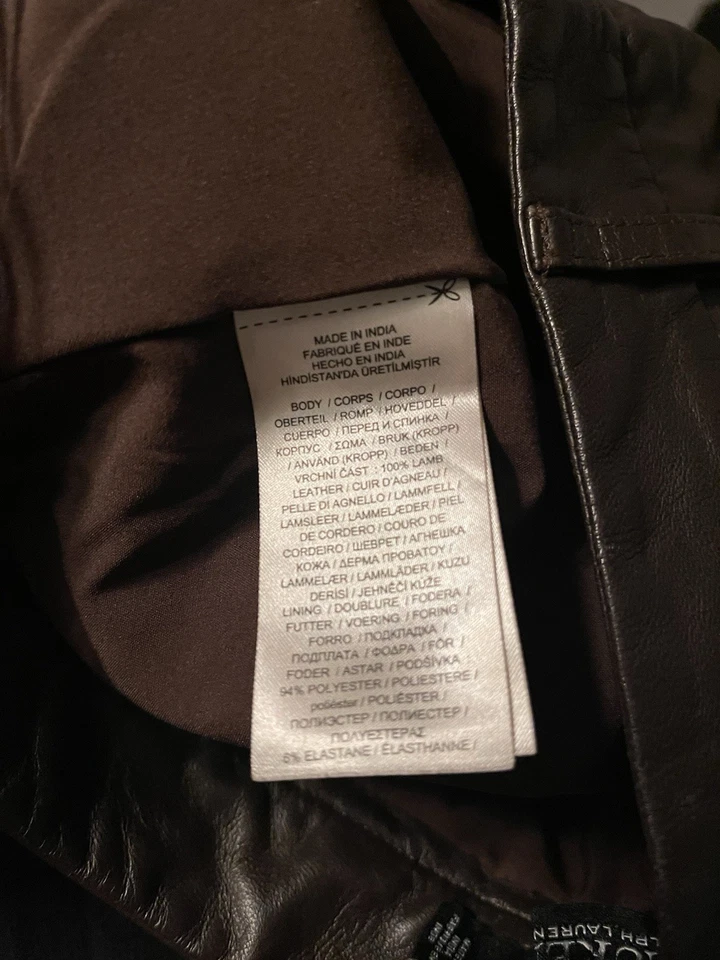 MADE IN INDIA
FABRIQUÉ EN INDE
HECHO EN INDIA
HİNDİSTAN'DA ÜRETİLMİŞTİR
BODY / CORPS / CORPO /
OBERTEIL / ROMP / HOVEDDEL /
CUERPO / ПЕРЕД И СПИНКА /
КОРПУС / ΣΩΜΑ / BRUK (KROPP)
/ ANVÄND (KROPP) / BEDEN /
VRCHNÍ ČÁST : 100% LAMB
LEATHER / CUIR D'AGNEAU /
PELLE DI AGNELLO / LAMMFELL /
LAMSLEER / LAMMELÆDER / PIEL
DE CORDERO / COURO DE
CORDEIRO / ШЕВРЕТ / АГНЕШКА
КОЖА / ΔΕΡΜΑ ΠΡΟΒΑΤΟΥ /
LAMMELÆR / LAMMLÄDER / KUZU
DERİSİ / JEHNĚČÍ KŮŽE
LINING / DOUBLURE / FODERA /
FUTTER / VOERING / FORING /
FORRO / ПОДКЛАДКА /
ПОДПЛАТА / ΦΟΔΡΑ / FÔR /
FODER / ASTAR / PODŠÍVKA :
94% POLYESTER / POLIESTERE /
poliéster / POLIÉSTER /
ПОЛИЭСТЕР / ПОЛИЕСТЕР /
ΠΟΛΥΕΣΤΕΡΑΣ
6% ELASTANE / ÉLASTHANNE /
LPH LAUREN